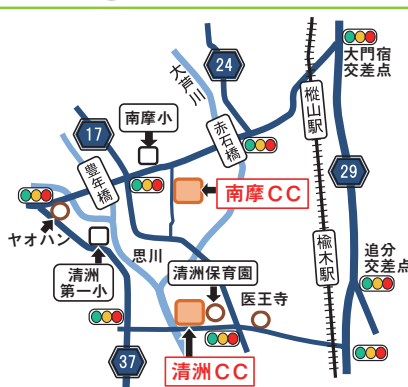 大門宿
交差点
24
大芦川
樅山駅
17
南摩小
赤石橋
豊年橋
29
南摩CC
ヤオハン
思川
清洲
第一小
清洲保育園
医王寺
楡木駅
追分
交差点
37
清洲CC